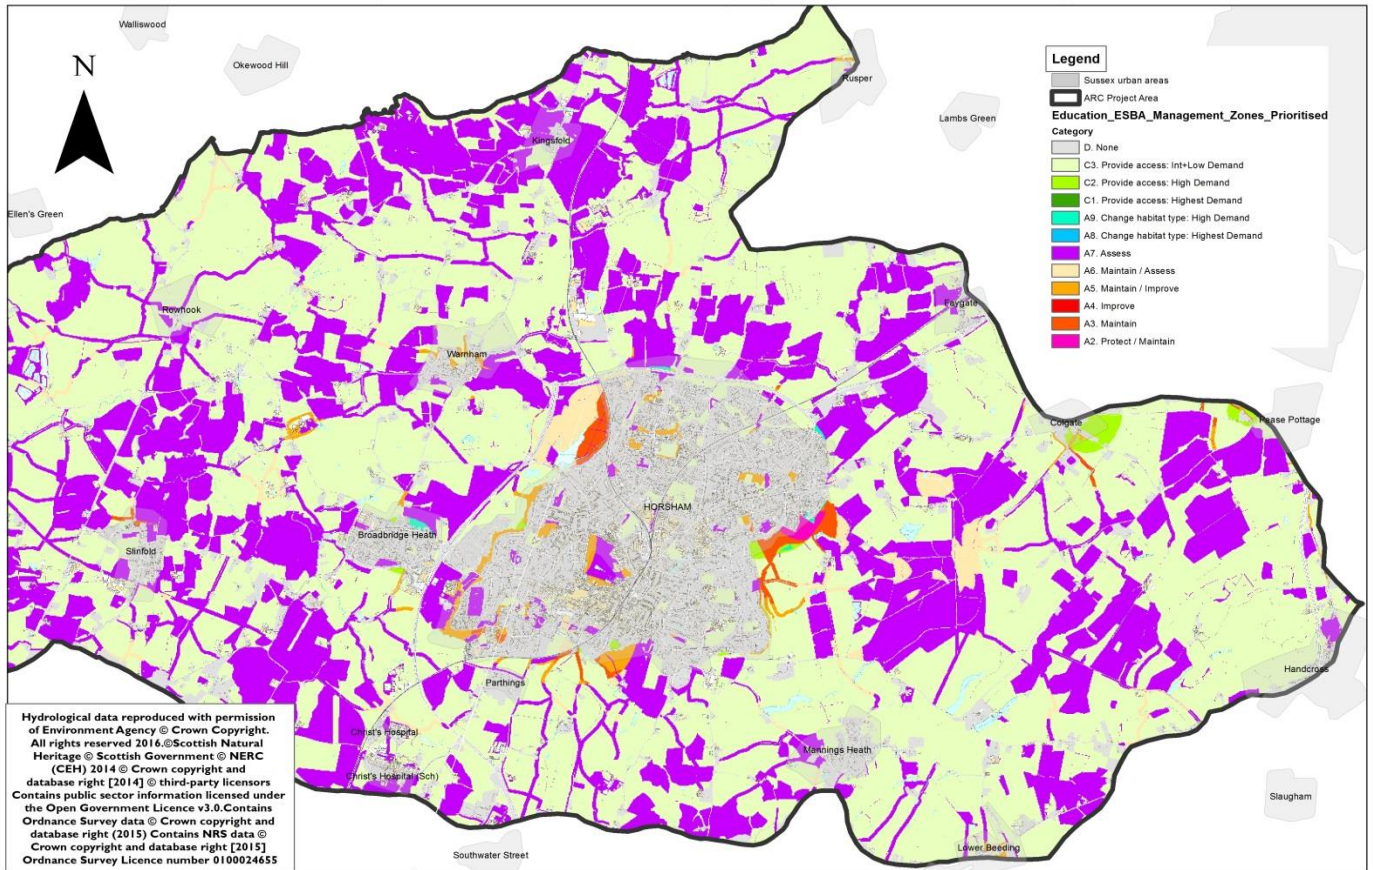 Walliswood
Okewood Hill
N
Rusper
Lambs Green
Kingsfold
Ellen's Green
Rowhook
Faygate
Warnham
Colgate
Pease Pottage
HORSHAM
Broadbridge Heath
Slinfold
Handcross
Parthings
Christ's Hospital
Mannings Heath
Christ's Hospital (Sch)
Slaugham
Southwater Street
Lower Beeding
Legend
Sussex urban areas
ARC Project Area
Education_ESBA_Management_Zones_Prioritised
Category
D. None
C3. Provide access: Int+Low Demand
C2. Provide access: High Demand
C1. Provide access: Highest Demand
A9. Change habitat type: High Demand
A8. Change habitat type: Highest Demand
A7. Assess
A6. Maintain / Assess
A5. Maintain / Improve
A4. Improve
A3. Maintain
A2. Protect / Maintain
Hydrological data reproduced with permission
of Environment Agency © Crown Copyright.
All rights reserved 2016.©Scottish Natural
Heritage © Scottish Government © NERC
(CEH) 2014 © Crown copyright and
database right [2014] © third-party licensors
Contains public sector information licensed under
the Open Government Licence v3.0.Contains
Ordnance Survey data © Crown copyright and
database right (2015) Contains NRS data ©
Crown copyright and database right [2015]
Ordnance Survey Licence number 0100024655